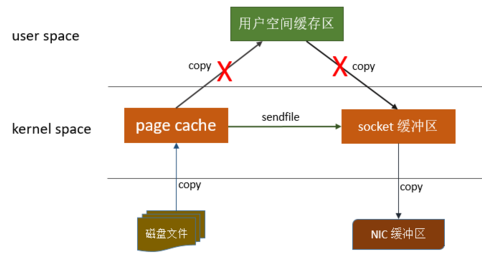 user space
用户空间缓存区
copy
copy
kernel space
page cache
sendfile
socket 缓冲区
copy
copy
磁盘文件
NIC 缓冲区